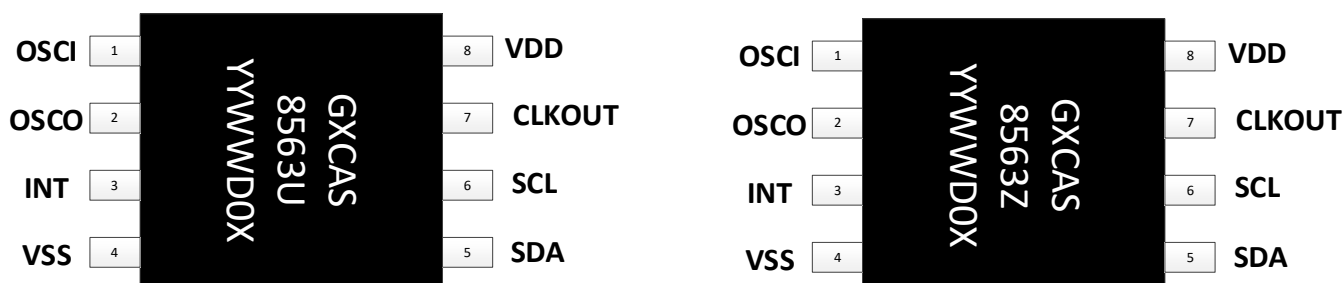 OSCI 1
OSCO 2
INT 3
VSS 4
GXCAS
8563U
YYWWD0X
8 VDD
7 CLKOUT
6 SCL
5 SDA
OSCI 1
OSCO 2
INT 3
VSS 4
GXCAS
8563Z
YYWWD0X
8 VDD
7 CLKOUT
6 SCL
5 SDA